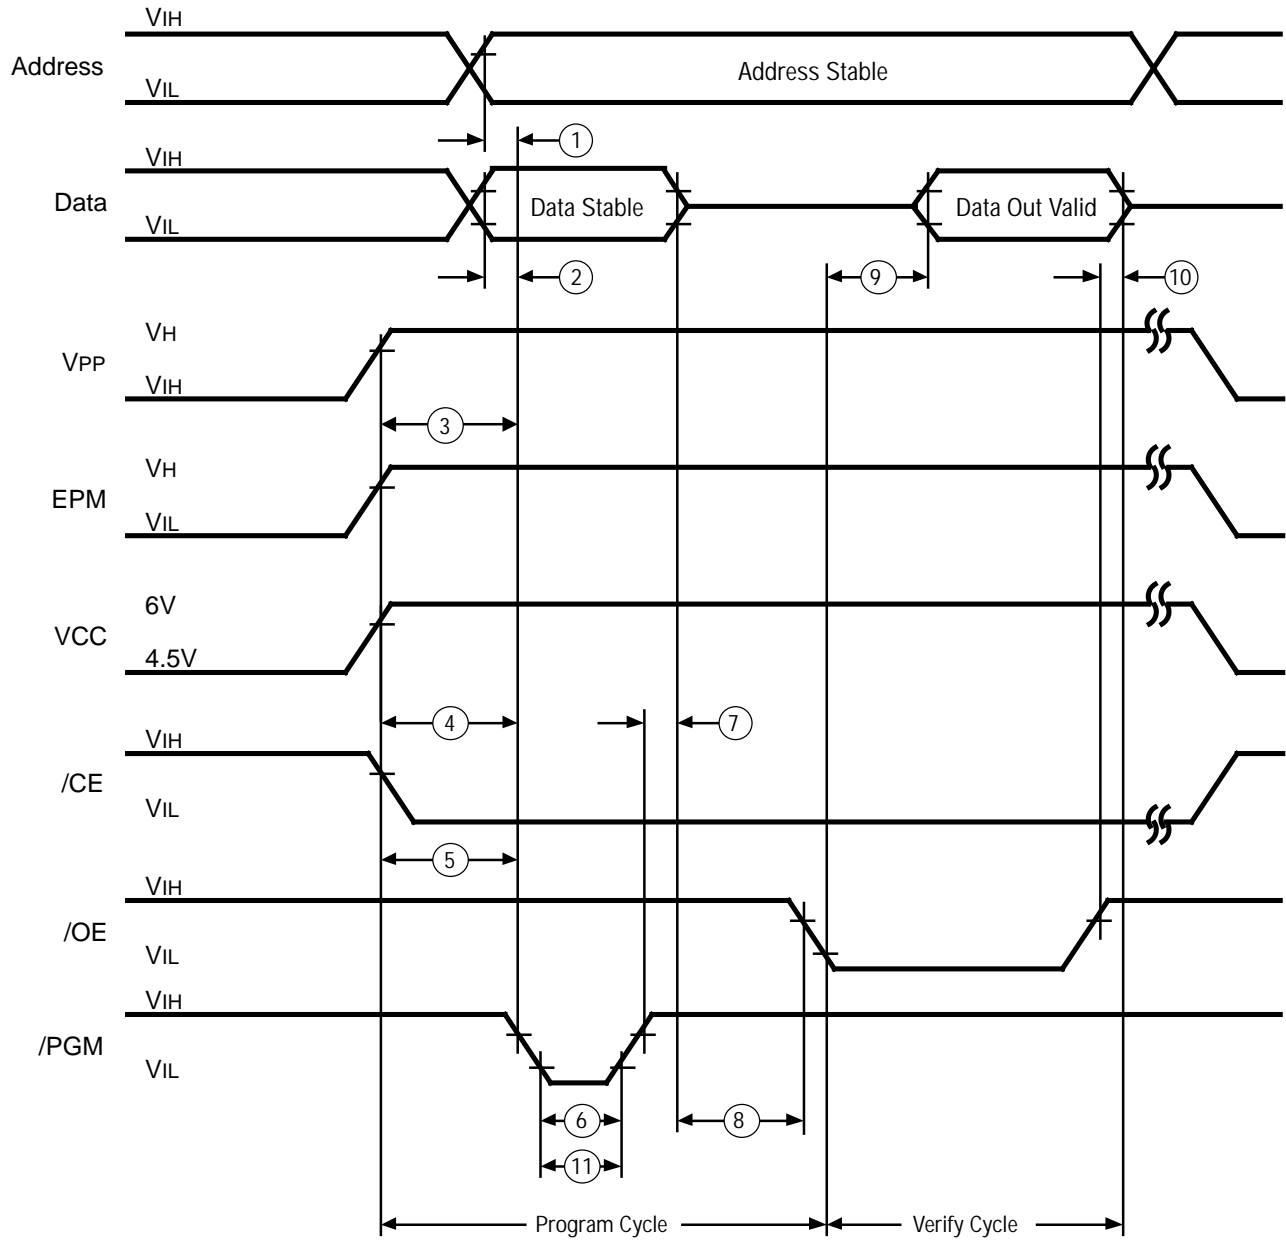 VIH
Address
Address Stable
VIL
1
VIH
Data
Data Stable
Data Out Valid
VIL
2
9
10
VH
VPP
VIH
3
VH
EPM
VIL
6V
VCC
4.5V
4
7
VIH
/CE
VIL
5
VIH
/OE
VIL
VIH
/PGM
VIL
6
8
11
Program Cycle
Verify Cycle